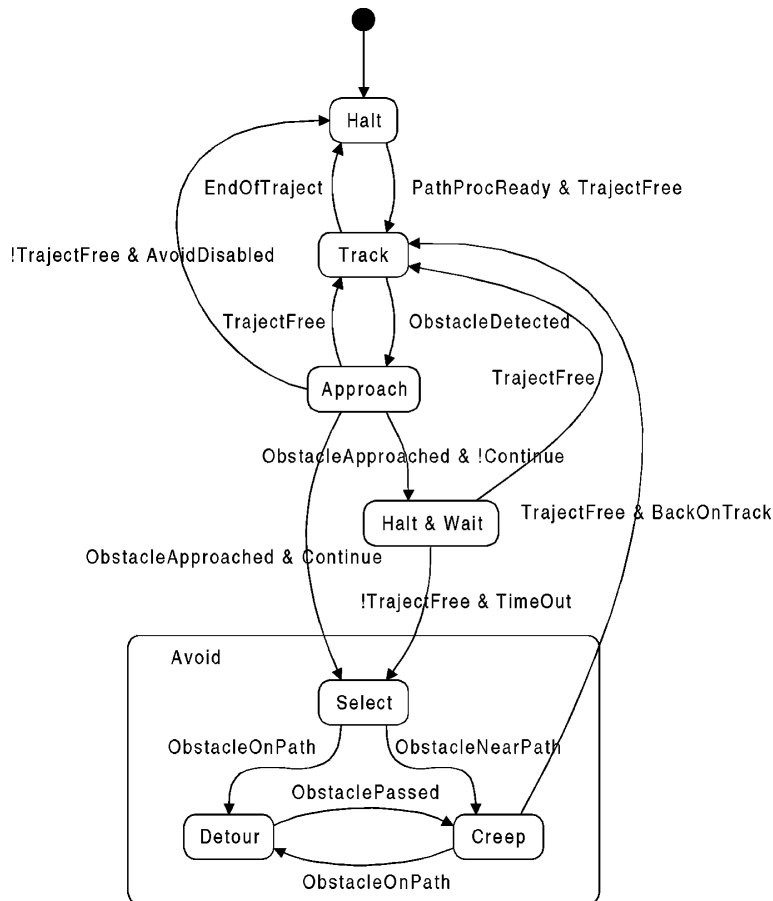 Halt
EndOfTraject
PathProcReady & TrajectFree
Track
!TrajectFree & AvoidDisabled
TrajectFree
ObstacleDetected
TrajectFree
Approach
ObstacleApproached & !Continue
Halt & Wait
TrajectFree & BackOnTrack
ObstacleApproached & Continue
!TrajectFree & TimeOut
Avoid
Select
ObstacleOnPath
ObstacleNearPath
ObstaclePassed
Detour
Creep
ObstacleOnPath